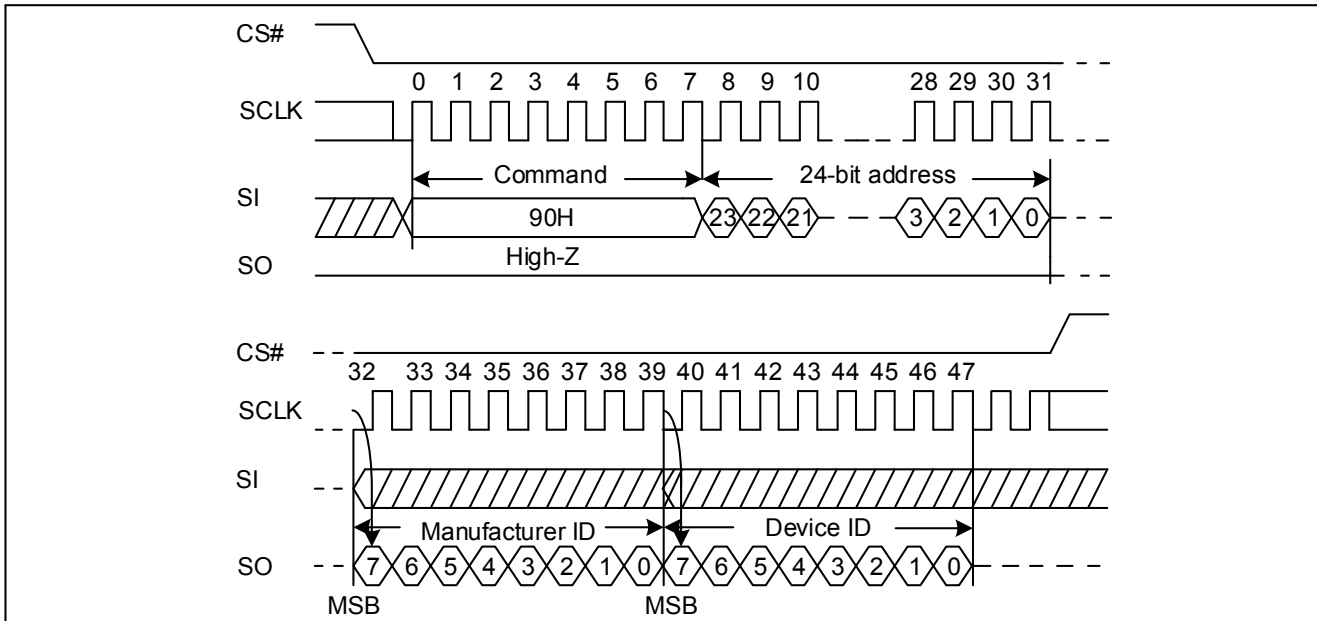 CS#
0 1 2 3 4 5 6 7 8 9 10 28 29 30 31
SCLK
Command 24-bit address
SI
90H 23 22 21 3 2 1 0
High-Z
SO
CS#
32 33 34 35 36 37 38 39 40 41 42 43 44 45 46 47
SCLK
SI
Manufacturer ID Device ID
SO 7 6 5 4 3 2 1 0 7 6 5 4 3 2 1 0
MSB MSB